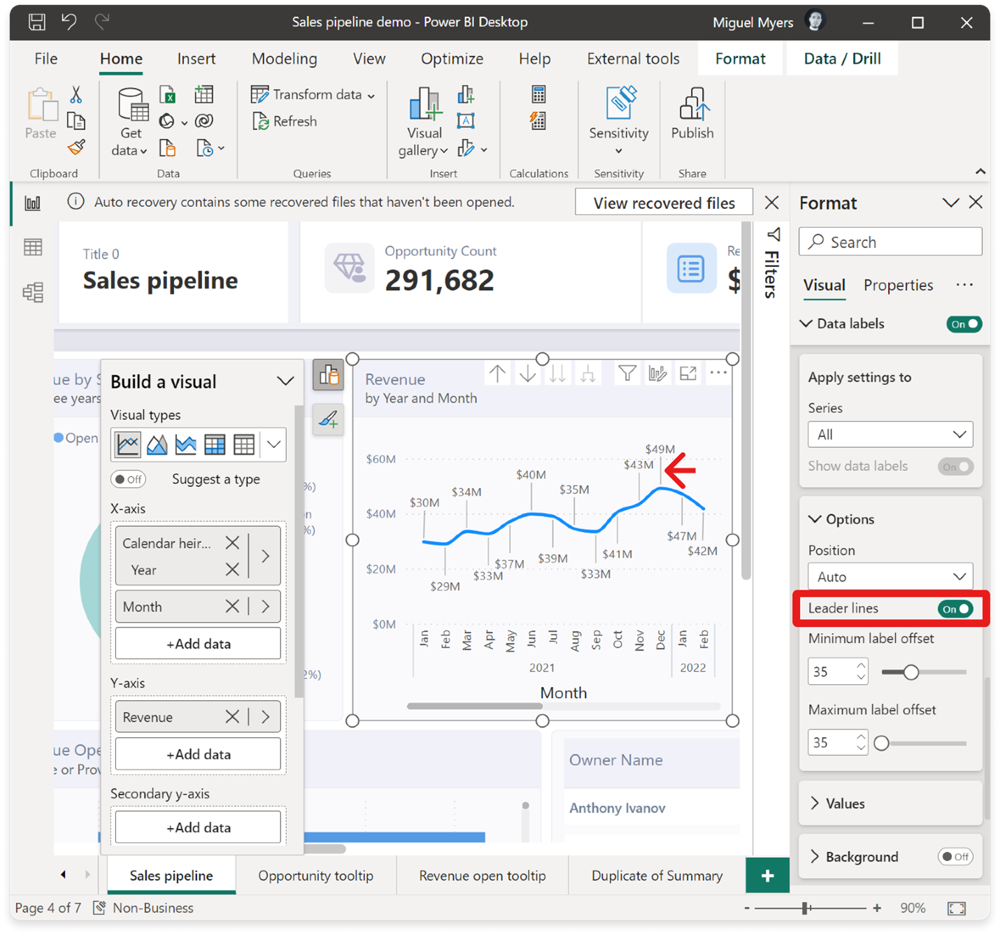 Sales pipeline demo - Power BI Desktop
Miguel Myers
File
Home
Insert
Modeling
View
Optimize
Help
External tools
Format
Data / Drill
Paste
Get
data
Transform data
Refresh
Visual
gallery
Sensitivity
Publish
Clipboard
Data
Queries
Insert
Calculations
Sensitivity
Share
Auto recovery contains some recovered files that haven't been opened.
View recovered files
Title 0
Sales pipeline
Opportunity Count
291,682
Re
$
Filters
ue by S
ee years
Open
%)
n
%)
2%)
Build a visual
Visual types
Off
Suggest a type
X-axis
Calendar heir...
Year
Month
+Add data
Y-axis
Revenue
+Add data
Secondary y-axis
+Add data
Revenue
by Year and Month
$60M
$40M
$20M
$0M
$30M
$29M
$34M
$33M
$37M
$40M
$39M
$35M
$33M
$41M
$43M
$49M
$47M
$42M
Jan
Feb
Mar
Apr
May
Jun
Jul
Aug
Sep
Oct
Nov
Dec
Jan
Feb
2021
2022
Month
ue Ope
e or Prov
Owner Name
Anthony Ivanov
Format
Search
Visual
Properties
Data labels
On
Apply settings to
Series
All
Show data labels
On
Options
Position
Auto
Leader lines
On
Minimum label offset
35
Maximum label offset
35
Values
Background
Off
Sales pipeline
Opportunity tooltip
Revenue open tooltip
Duplicate of Summary
+
Page 4 of 7
Non-Business
-
+
90%